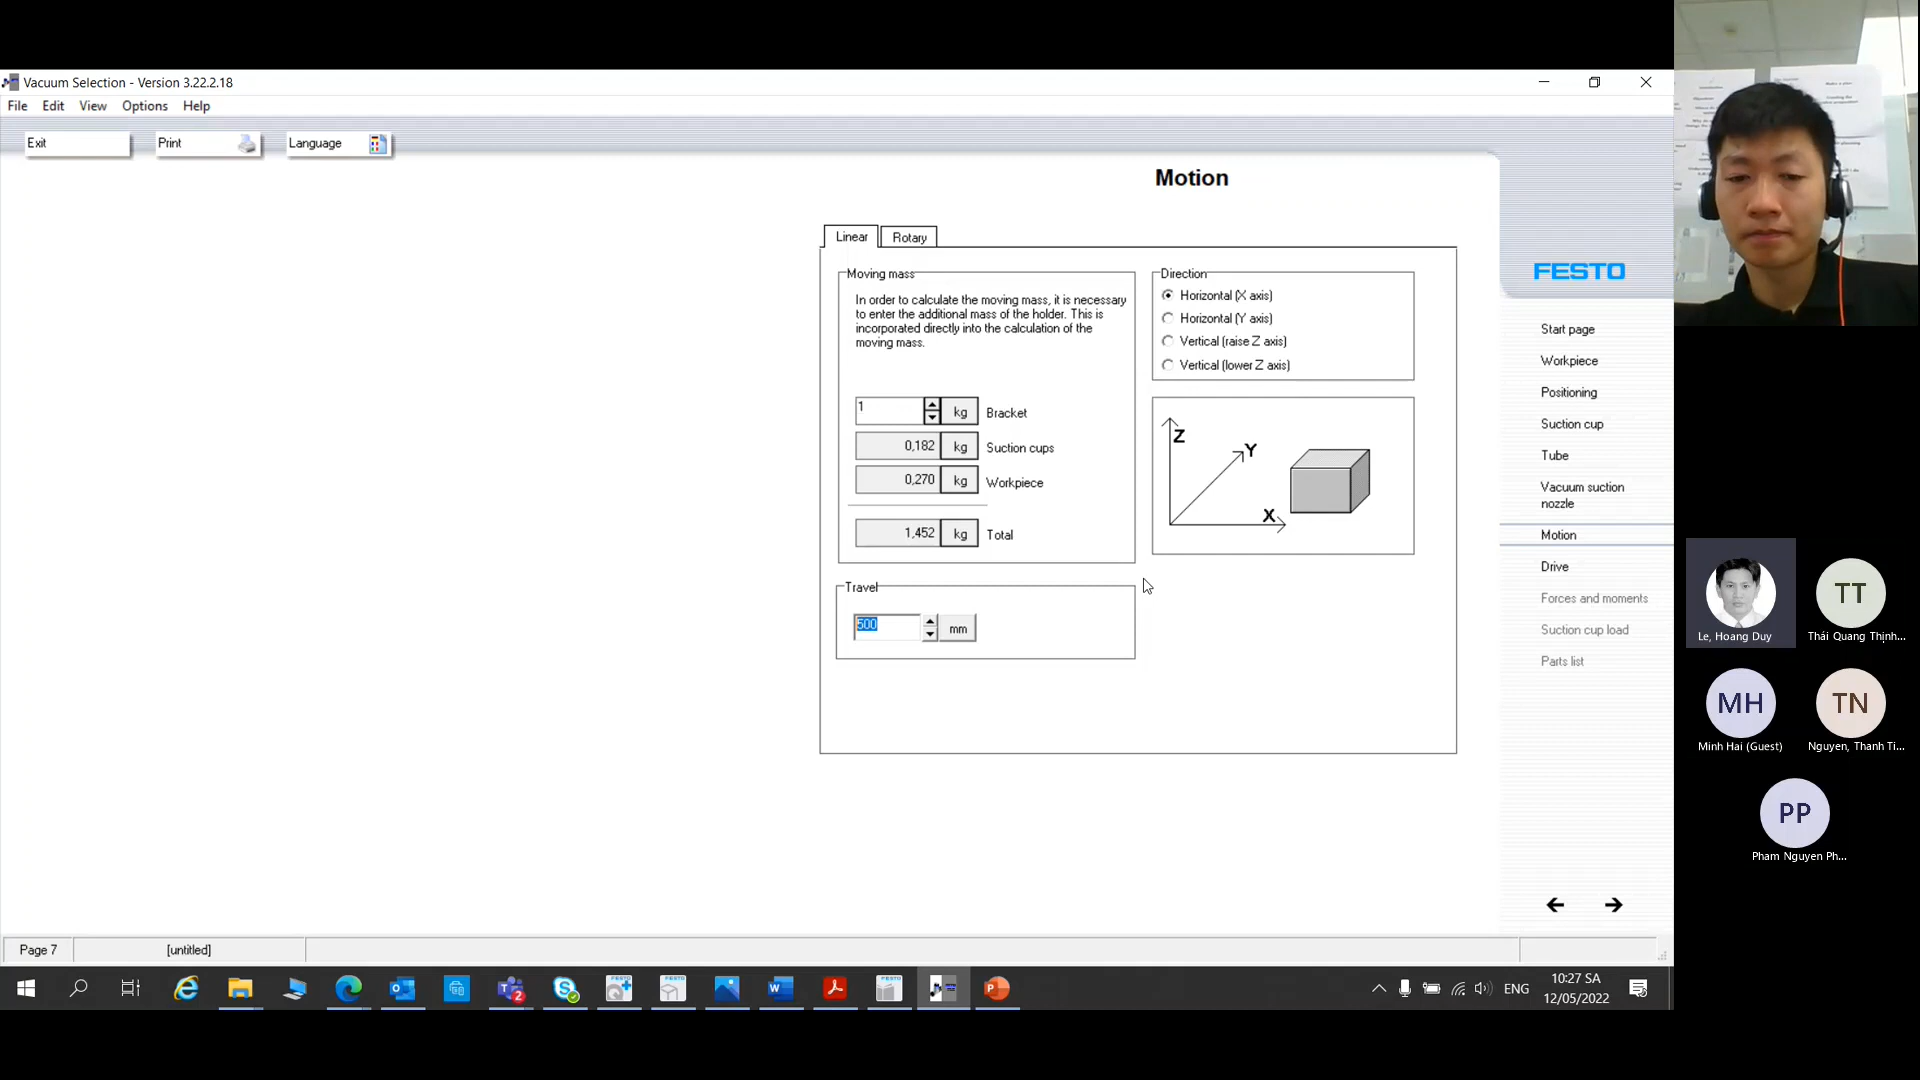 Vacuum Selection - Version 3.22.2.18
File Edit View Options Help
Exit Print Language
Motion
Linear Rotary
Moving mass
In order to calculate the moving mass, it is necessary
to enter the additional mass of the holder. This is
incorporated directly into the calculation of the
moving mass.
1 kg Bracket
0,182 kg Suction cups
0,270 kg Workpiece
1,452 kg Total
Travel
500 mm
Direction
Horizontal (X axis)
Horizontal (Y axis)
Vertical (raise Z axis)
Vertical (lower Z axis)
Z
Y
X
FESTO
Start page
Workpiece
Positioning
Suction cup
Tube
Vacuum suction
nozzle
Motion
Drive
Forces and moments
Suction cup load
Parts list
Page 7 [untitled]
ENG
10:27 SA
12/05/2022
Le, Hoang Duy
TT
Thái Quang Thịnh...
MH
Minh Hai (Guest)
TN
Nguyen, Thanh Ti...
PP
Pham Nguyen Ph...